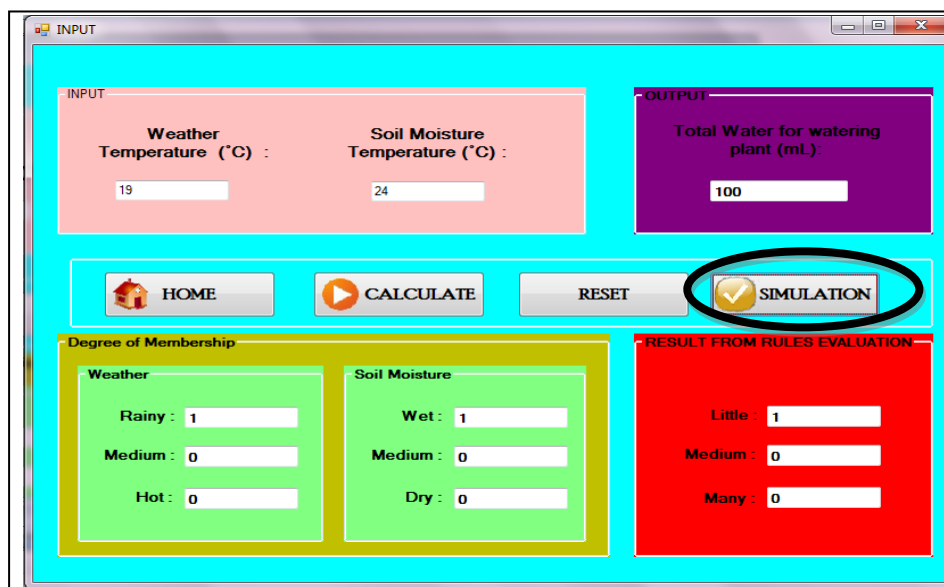 INPUT
INPUT
Weather
Temperature (˚C) :
19
Soil Moisture
Temperature (˚C) :
24
OUTPUT
Total Water for watering
plant (mL):
100
HOME
CALCULATE
RESET
SIMULATION
Degree of Membership
Weather
Rainy : 1
Medium : 0
Hot : 0
Soil Moisture
Wet : 1
Medium : 0
Dry : 0
RESULT FROM RULES EVALUATION
Little : 1
Medium : 0
Many : 0